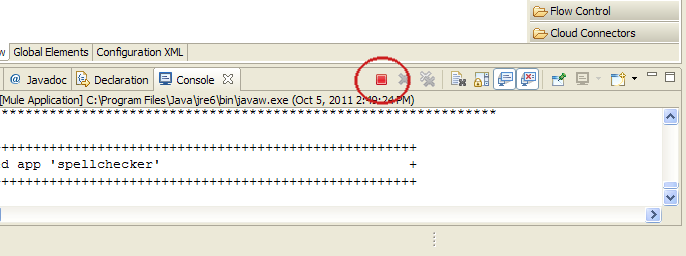 Flow Control
Cloud Connectors
Global Elements Configuration XML
@ Javadoc Declaration Console
[Mule Application] C:\Program Files\Java\jre6\bin\javaw.exe (Oct 5, 2011 2:49:24 PM)
****************************************************************
++++++++++++++++++++++++++++++++++++++++++++++++++++++
d app 'spellchecker' +
++++++++++++++++++++++++++++++++++++++++++++++++++++++